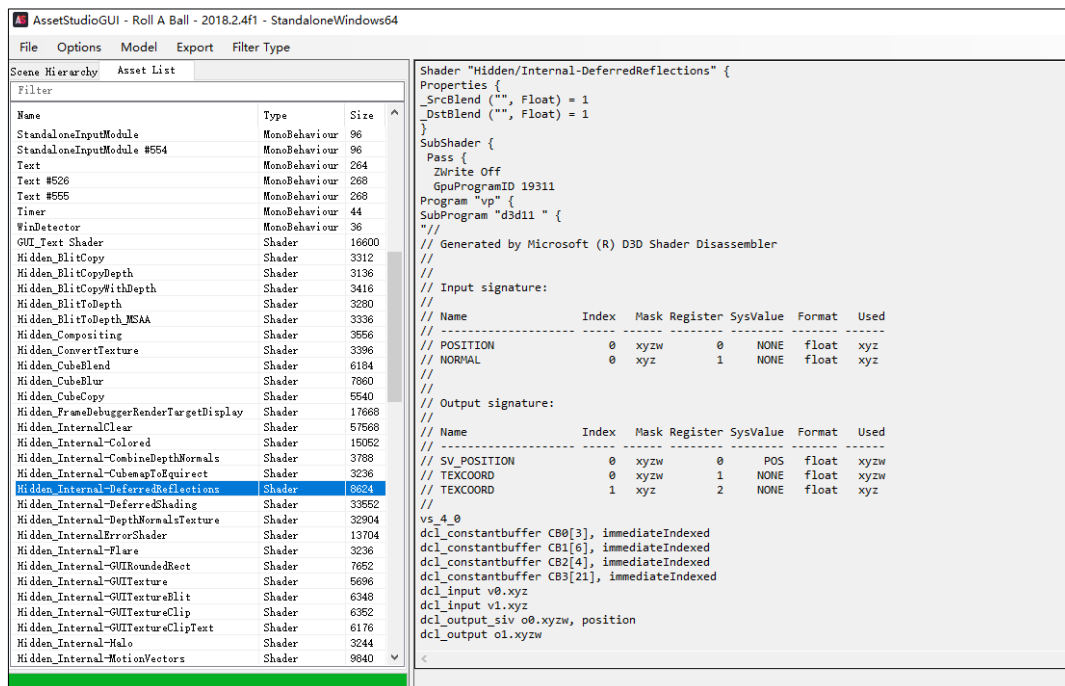 AS AssetStudioGUI - Roll A Ball - 2018.2.4f1 - StandaloneWindows64
File Options Model Export Filter Type
Scene Hierarchy Asset List
Filter
Name Type Size
StandaloneInputModule MonoBehaviour 96
StandaloneInputModule #554 MonoBehaviour 96
Text MonoBehaviour 264
Text #526 MonoBehaviour 268
Text #555 MonoBehaviour 268
Timer MonoBehaviour 44
WinDetector MonoBehaviour 36
GUI_Text Shader Shader 16600
Hidden_BlitCopy Shader 3312
Hidden_BlitCopyDepth Shader 3136
Hidden_BlitCopyWithDepth Shader 3416
Hidden_BlitToDepth Shader 3280
Hidden_BlitToDepth_MSAA Shader 3336
Hidden_Compositing Shader 3556
Hidden_ConvertTexture Shader 3396
Hidden_CubeBlend Shader 6184
Hidden_CubeBlur Shader 7860
Hidden_CubeCopy Shader 5540
Hidden_FrameDebuggerRenderTargetDisplay Shader 17668
Hidden_InternalClear Shader 57568
Hidden_Internal-Colored Shader 15052
Hidden_Internal-CombineDepthNormals Shader 3788
Hidden_Internal-CubemapToEquirect Shader 3236
Hidden_Internal-DeferredReflections Shader 8624
Hidden_Internal-DeferredShading Shader 33552
Hidden_Internal-DepthNormalsTexture Shader 32904
Hidden_InternalErrorShader Shader 13704
Hidden_Internal-Flare Shader 3236
Hidden_Internal-GUIRoundedRect Shader 7652
Hidden_Internal-GUITexture Shader 5696
Hidden_Internal-GUITextureBlit Shader 6348
Hidden_Internal-GUITextureClip Shader 6352
Hidden_Internal-GUITextureClipText Shader 6176
Hidden_Internal-Halo Shader 3244
Hidden_Internal-MotionVectors Shader 9840
Shader "Hidden/Internal-DeferredReflections" {
Properties {
_SrcBlend ("", Float) = 1
_DstBlend ("", Float) = 1
}
SubShader {
Pass {
ZWrite Off
GpuProgramID 19311
Program "vp" {
SubProgram "d3d11 " {
"//
// Generated by Microsoft (R) D3D Shader Disassembler
//
//
// Input signature:
//
// Name Index Mask Register SysValue Format Used
// -------------------- ----- ------ -------- -------- ------- ------
// POSITION 0 xyzw 0 NONE float xyz
// NORMAL 0 xyz 1 NONE float xyz
//
//
// Output signature:
//
// Name Index Mask Register SysValue Format Used
// -------------------- ----- ------ -------- -------- ------- ------
// SV_POSITION 0 xyzw 0 POS float xyzw
// TEXCOORD 0 xyzw 1 NONE float xyzw
// TEXCOORD 1 xyz 2 NONE float xyz
//
vs_4_0
dcl_constantbuffer CB0[3], immediateIndexed
dcl_constantbuffer CB1[6], immediateIndexed
dcl_constantbuffer CB2[4], immediateIndexed
dcl_constantbuffer CB3[21], immediateIndexed
dcl_input v0.xyz
dcl_input v1.xyz
dcl_output_siv o0.xyzw, position
dcl_output o1.xyzw